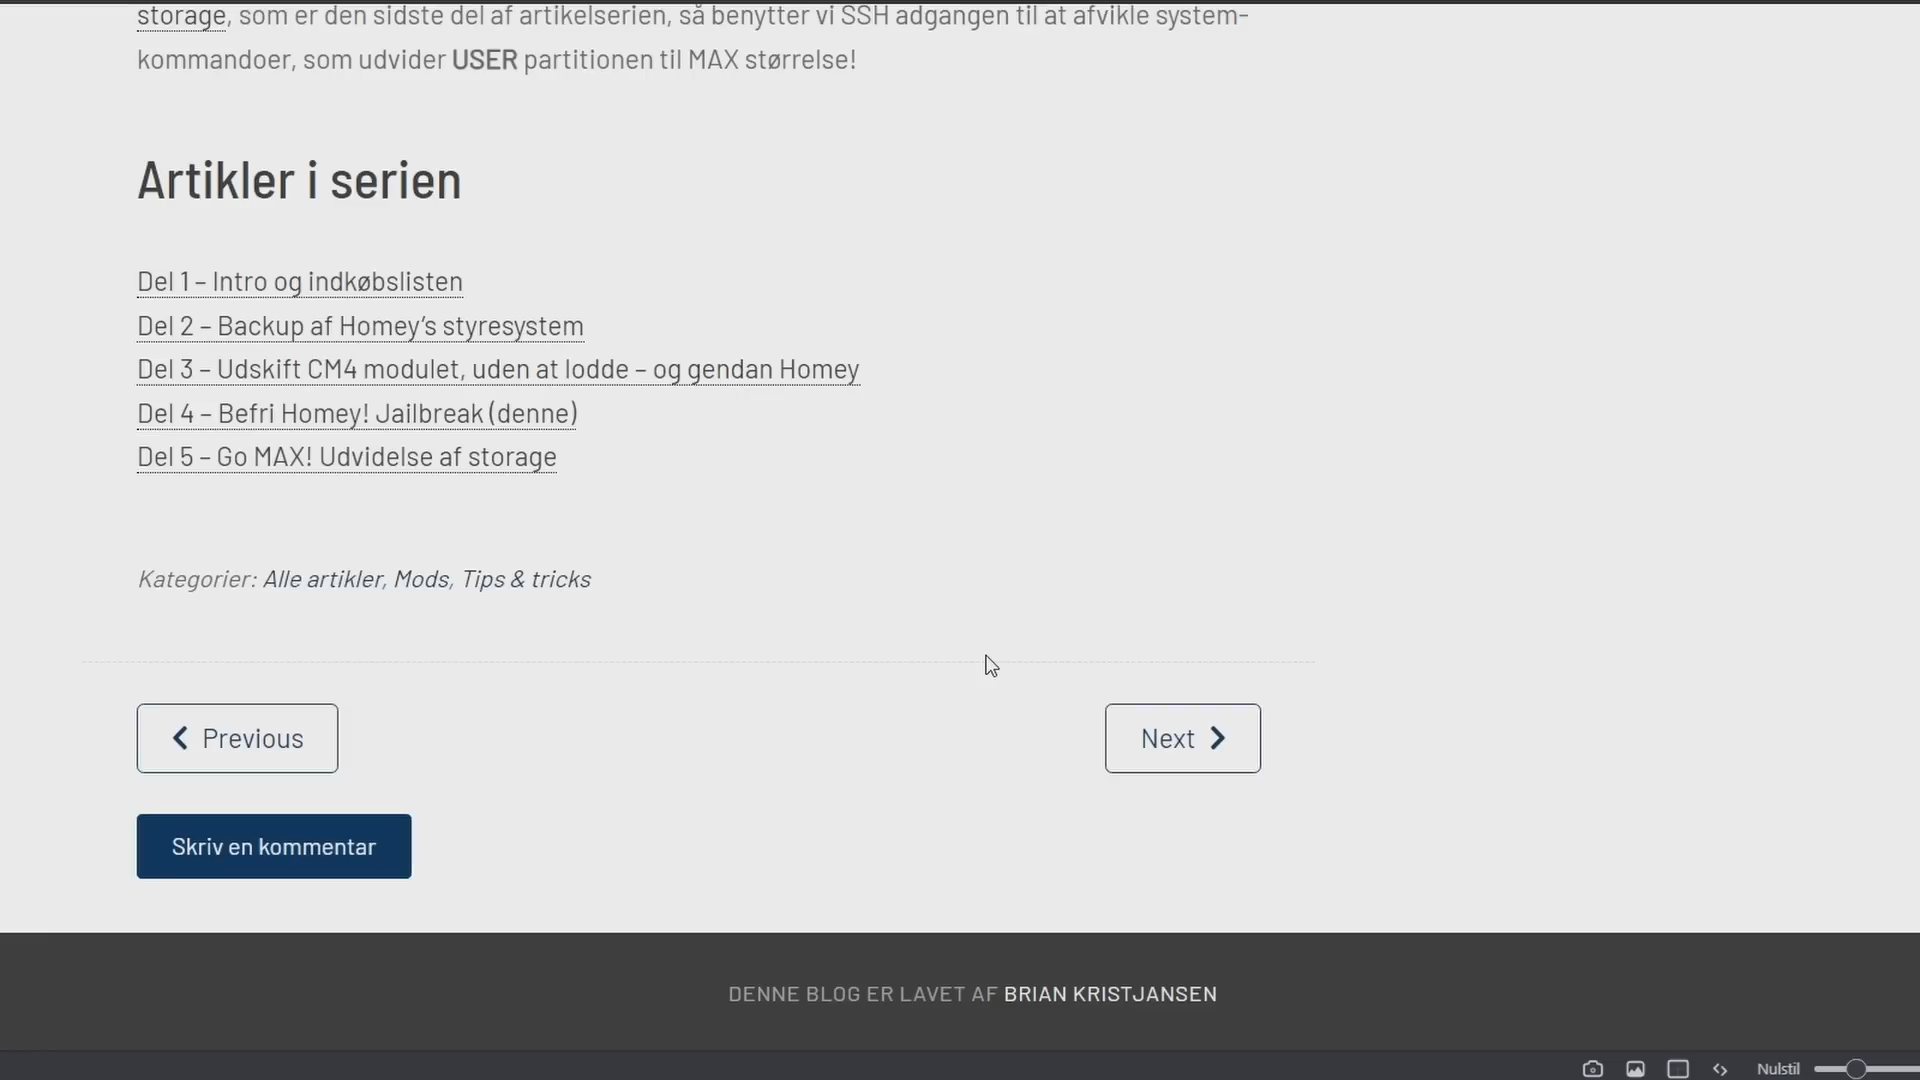 storage, som er den sidste del af artikelserien, så benytter vi SSH adgangen til at afvikle system-
kommandoer, som udvider USER partitionen til MAX størrelse!
Artikler i serien
Del 1 – Intro og indkøbslisten
Del 2 – Backup af Homey’s styresystem
Del 3 – Udskift CM4 modulet, uden at lodde – og gendan Homey
Del 4 – Befri Homey! Jailbreak (denne)
Del 5 – Go MAX! Udvidelse af storage
Kategorier: Alle artikler, Mods, Tips & tricks
Previous
Next
Skriv en kommentar
DENNE BLOG ER LAVET AF BRIAN KRISTJANSEN
Nulstil